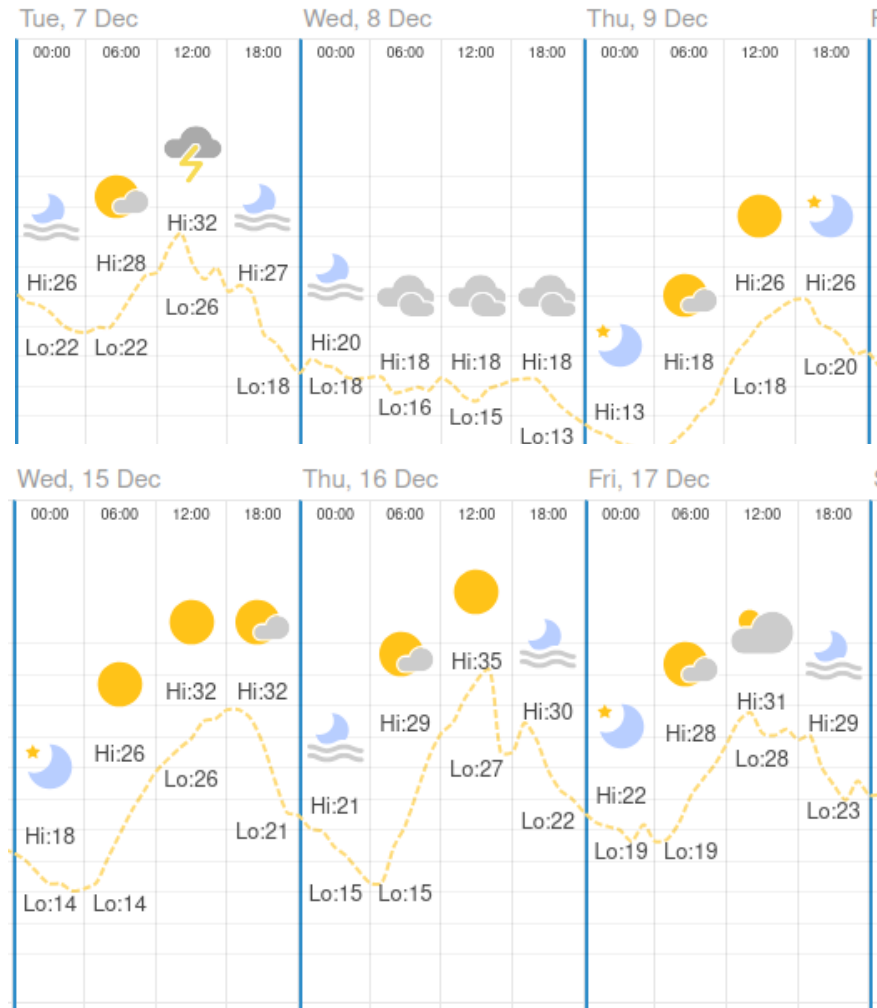 Tue, 7 Dec Wed, 8 Dec Thu, 9 Dec
00:00 06:00 12:00 18:00 00:00 06:00 12:00 18:00 00:00 06:00 12:00 18:00
Hi:32
Hi:28 Hi:27
Hi:26 Hi:26 Hi:26
Lo:26
Hi:20
Lo:22 Lo:22
Hi:18 Hi:18 Hi:18 Hi:18 Lo:18 Lo:20
Lo:18 Lo:18
Lo:16 Lo:15 Hi:13
Lo:13
Wed, 15 Dec Thu, 16 Dec Fri, 17 Dec
00:00 06:00 12:00 18:00 00:00 06:00 12:00 18:00 00:00 06:00 12:00 18:00
Hi:35
Hi:32 Hi:32
Hi:31
Hi:30
Hi:29 Hi:28 Hi:29
Hi:26
Lo:28
Lo:26 Lo:27
Hi:21 Hi:22
Lo:22 Lo:23
Hi:18 Lo:21
Lo:19 Lo:19
Lo:14 Lo:14 Lo:15 Lo:15